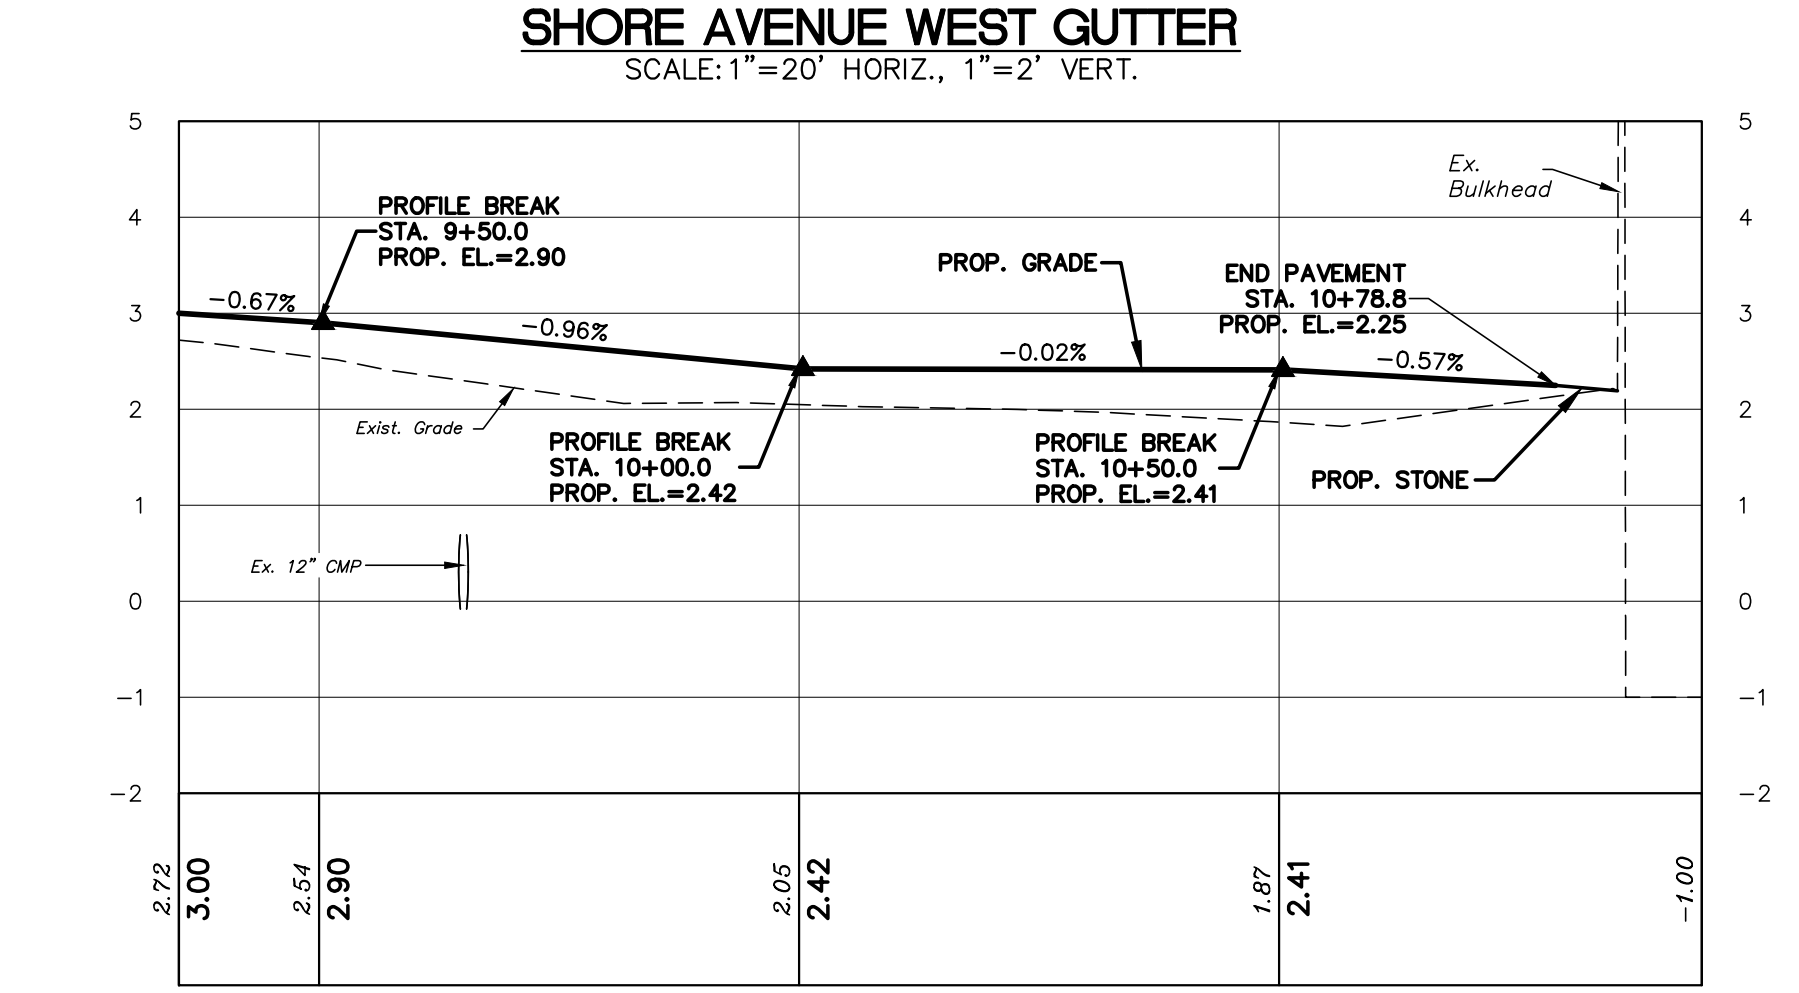 SHORE AVENUE WEST GUTTER
SCALE: 1"=20' HORIZ., 1"=2' VERT.
5
5
Ex.
Bulkhead
PROFILE BREAK
STA. 9+50.0
PROP. EL.=2.90
4
4
PROP. GRADE
END PAVEMENT
STA. 10+78.8
PROP. EL.=2.25
3
3
-0.67%
-0.96%
-0.02%
-0.57%
2
2
Exist. Grade
PROFILE BREAK
STA. 10+00.0
PROP. EL.=2.42
PROFILE BREAK
STA. 10+50.0
PROP. EL.=2.41
PROP. STONE
1
1
Ex. 12" CMP
0
0
-1
-1
-2
-2
2.72
3.00
2.54
2.90
2.05
2.42
1.87
2.41
-1.00